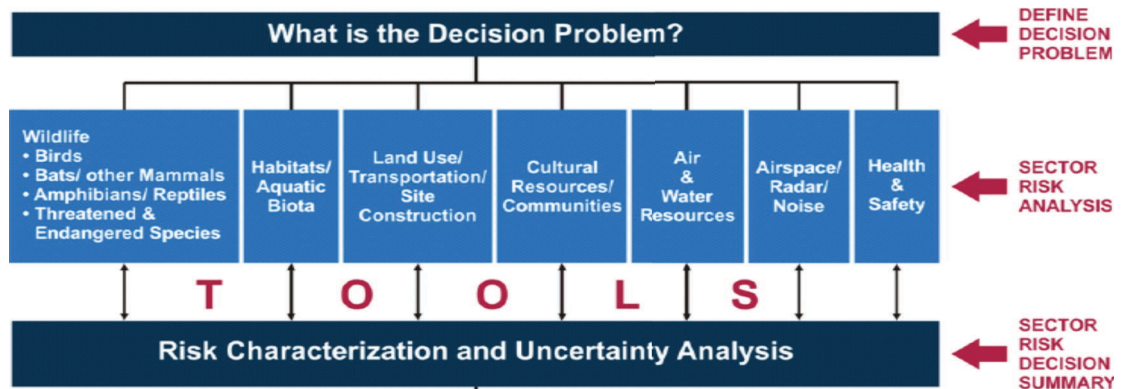 What is the Decision Problem?
DEFINE
DECISION
PROBLEM
Wildlife
• Birds
• Bats/ other Mammals
• Amphibians/ Reptiles
• Threatened &
Endangered Species
Habitats/
Aquatic
Biota
Land Use/
Transportation/
Site
Construction
Cultural
Resources/
Communities
Air
&
Water
Resources
Airspace/
Radar/
Noise
Health
&
Safety
SECTOR
RISK
ANALYSIS
T O O L S
Risk Characterization and Uncertainty Analysis
SECTOR
RISK
DECISION
SUMMARY